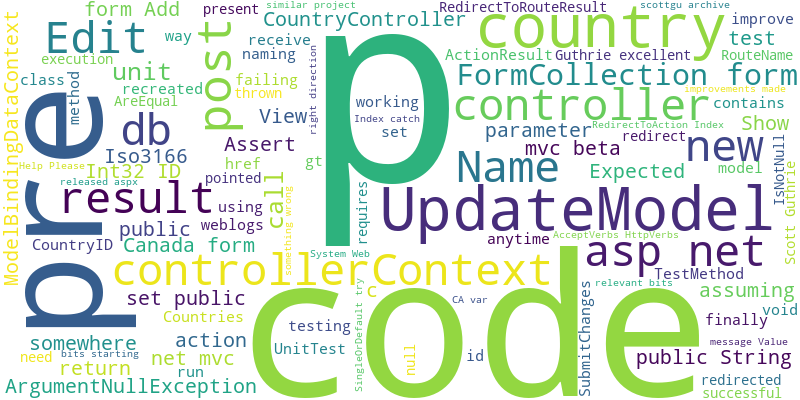 form Add
present
similar project
scottgu archive
CountryController
RedirectToRouteResult
improve
Edit
post
way
receive
naming
country
test
ActionResult
Guthrie excellent
RouteName
execution
unit
failing
thrown
right direction
FormCollection form
improvements made
class
recreated
method
AreEqual
View
working
Index catch
set
controller
contains
ModelBindingDataContext
pre
db
Assert
p
parameter
RedirectToAction Index
redirect
Show
Iso3166
href
gt
mvc beta
new
Help Please
Int32 ID
pointed
call
Name
Expected
model
IsNotNull
released aspx
result
using
requires
UpdateModel
Scott Guthrie
public
weblogs
something wrong
CountryID
Canada form
anytime
AcceptVerbs HttpVerbs
System Web
asp net
controllerContext
TestMethod
relevant bits
set public
c
code
assuming
Countries
CA var
SubmitChanges
void
somewhere
action
testing
finally
bits starting
net mvc
UnitTest
null
SingleOrDefault try
id
public String
message Value
need
return
run
redirected
ArgumentNullException
successful